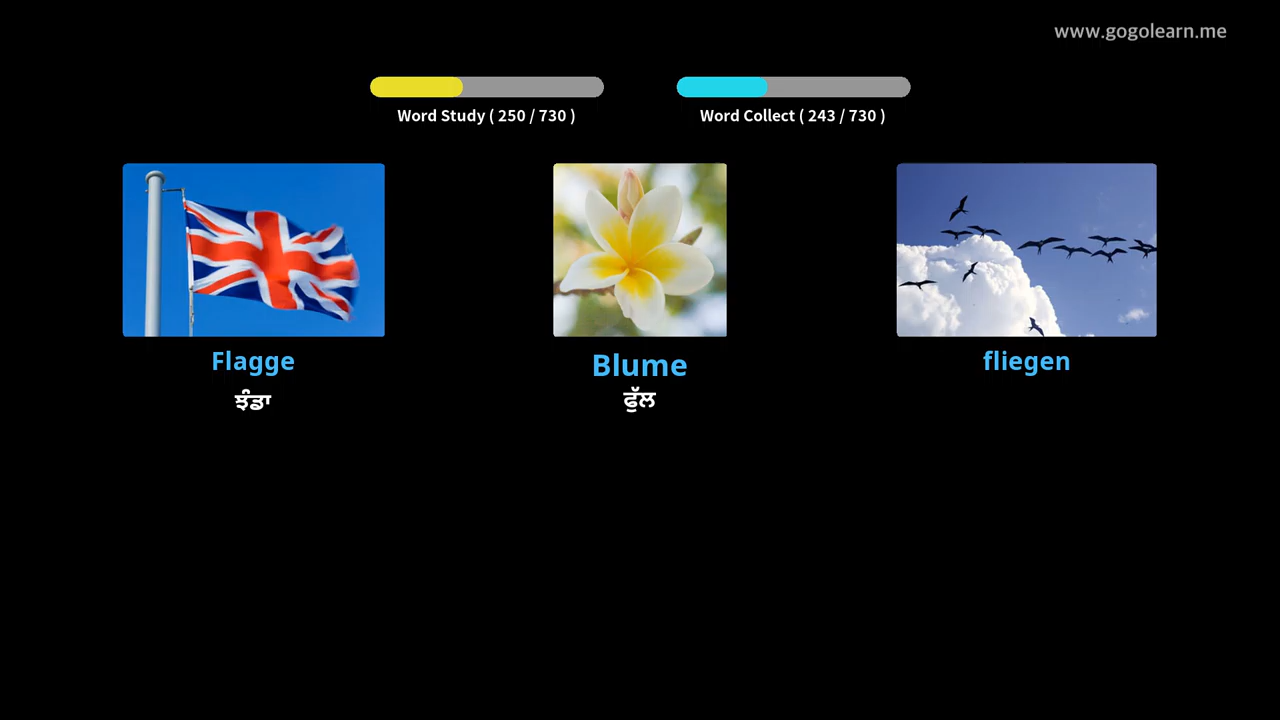 www.gogolearn.me
Word Study ( 250 / 730 )
Word Collect ( 243 / 730 )
Flagge
ਝੰਡਾ
Blume
ਫੁੱਲ
fliegen